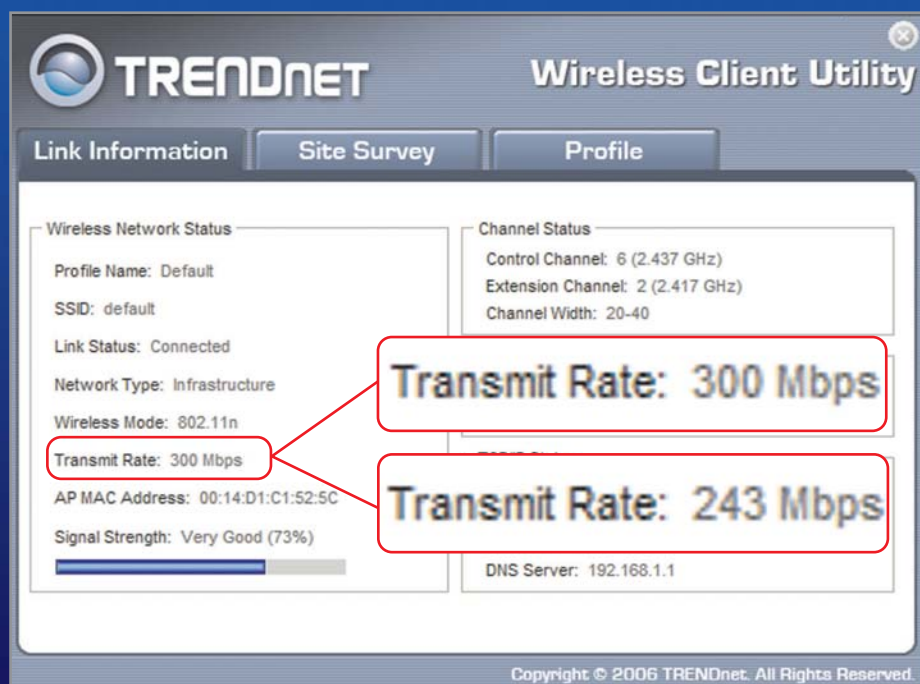 TRENDnet
Wireless Client Utility
Link Information
Site Survey
Profile
Wireless Network Status
Profile Name: Default
SSID: default
Link Status: Connected
Network Type: Infrastructure
Wireless Mode: 802.11n
Transmit Rate: 300 Mbps
AP MAC Address: 00:14:D1:C1:52:5C
Signal Strength: Very Good (73%)
Channel Status
Control Channel: 6 (2.437 GHz)
Extension Channel: 2 (2.417 GHz)
Channel Width: 20-40
Transmit Rate: 300 Mbps
Transmit Rate: 243 Mbps
DNS Server: 192.168.1.1
Copyright © 2006 TRENDnet. All Rights Reserved.